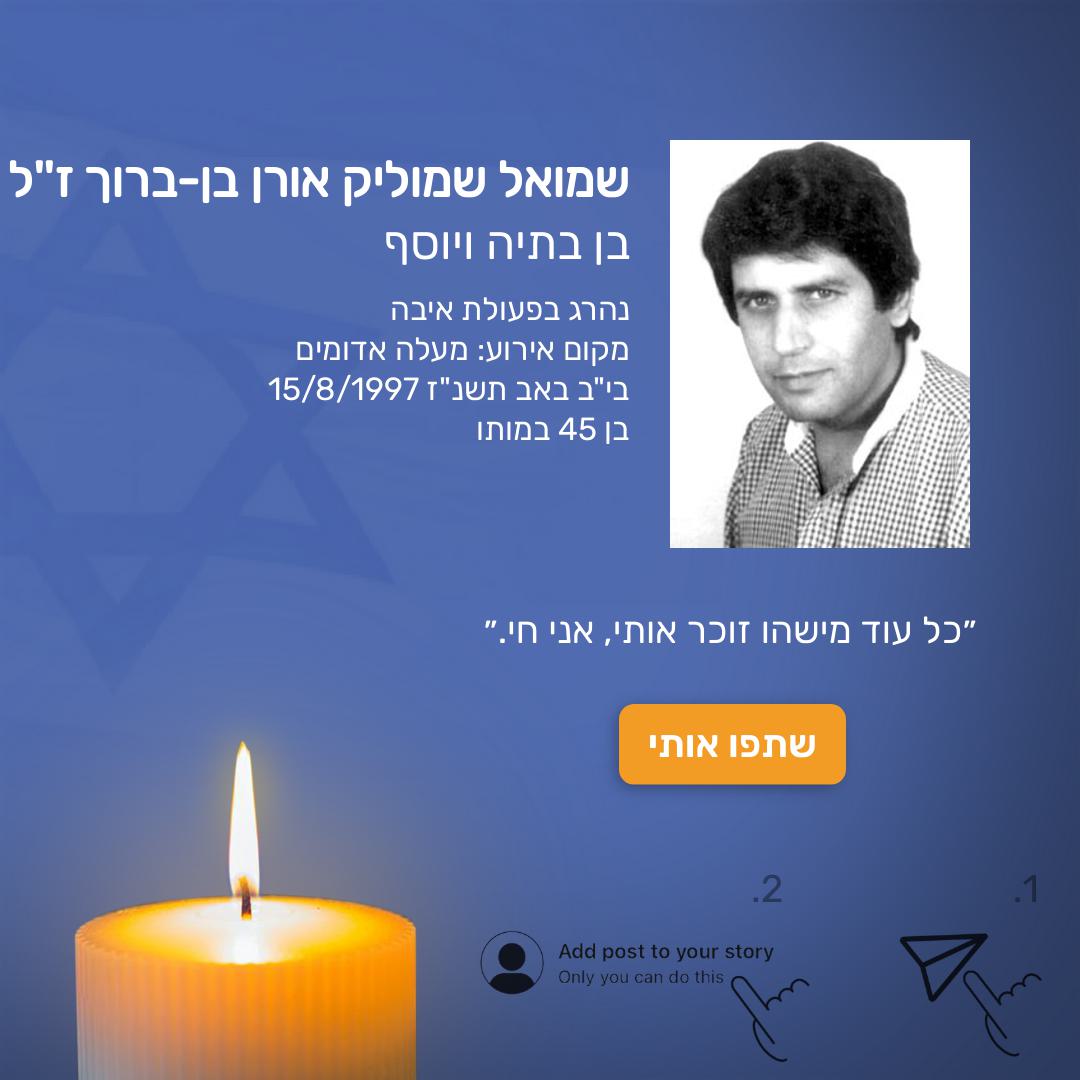 שמואל שמוליק אורן בן-ברוך ז"ל
בן בתיה ויוסף
נהרג בפעולת איבה
מקום אירוע: מעלה אדומים
בי"ב באב תשנ"ז 15/8/1997
בן 45 במותו
״כל עוד מישהו זוכר אותי, אני חי.״
שתפו אותי
1.
2.
Add post to your story
Only you can do this